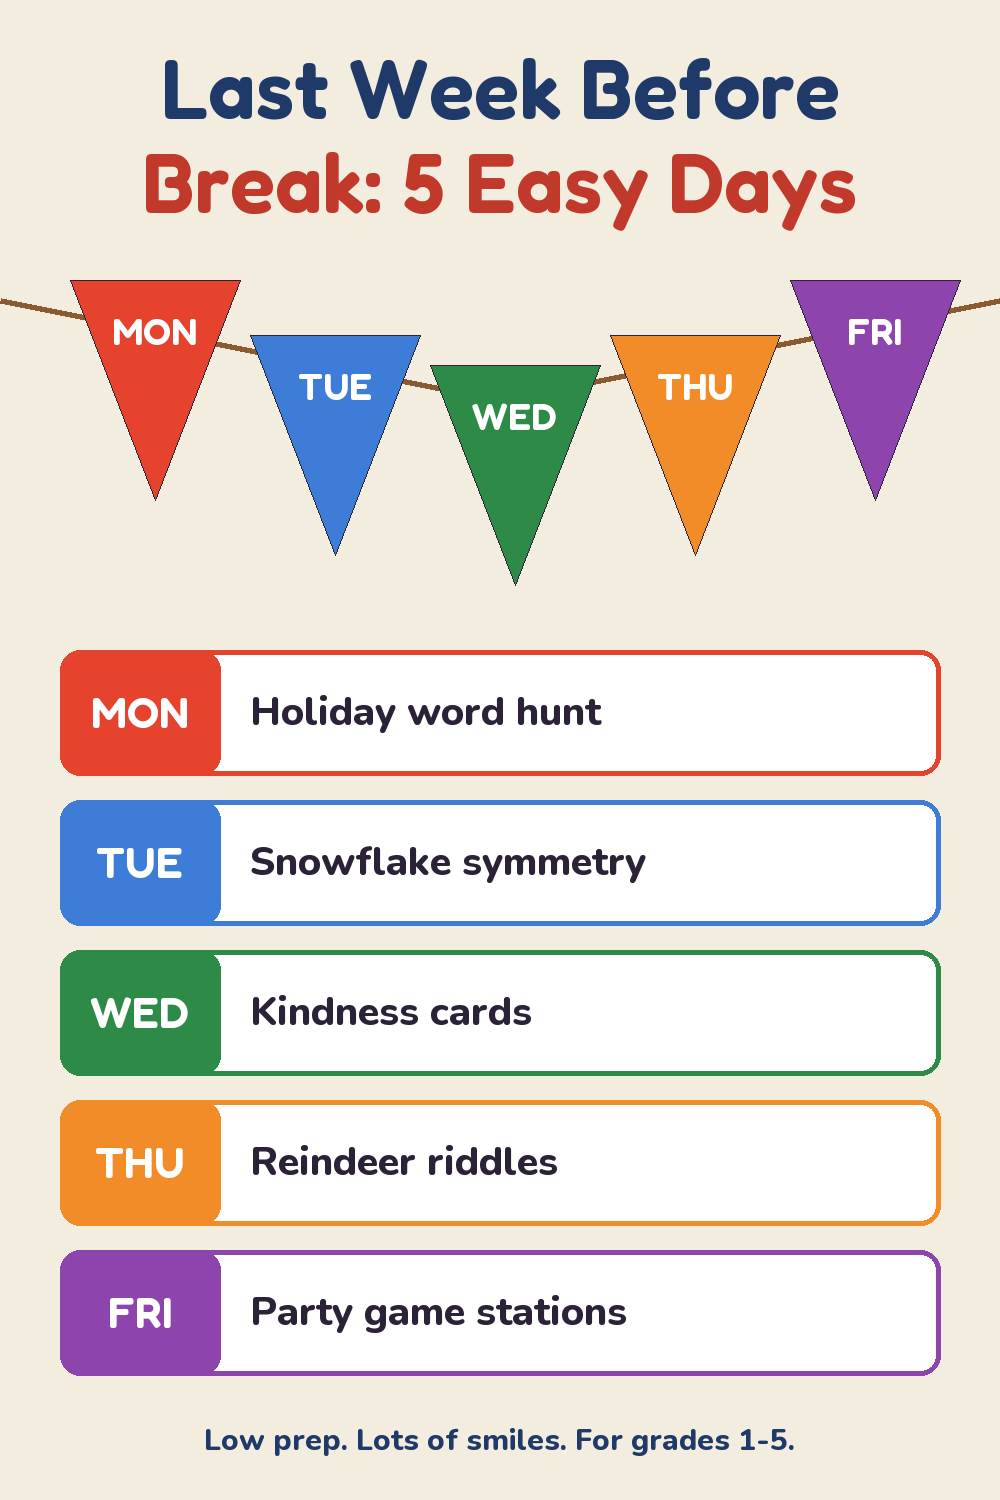 Last Week Before
Break: 5 Easy Days
MON
TUE
WED
THU
FRI
MON
Holiday word hunt
TUE
Snowflake symmetry
WED
Kindness cards
THU
Reindeer riddles
FRI
Party game stations
Low prep. Lots of smiles. For grades 1-5.